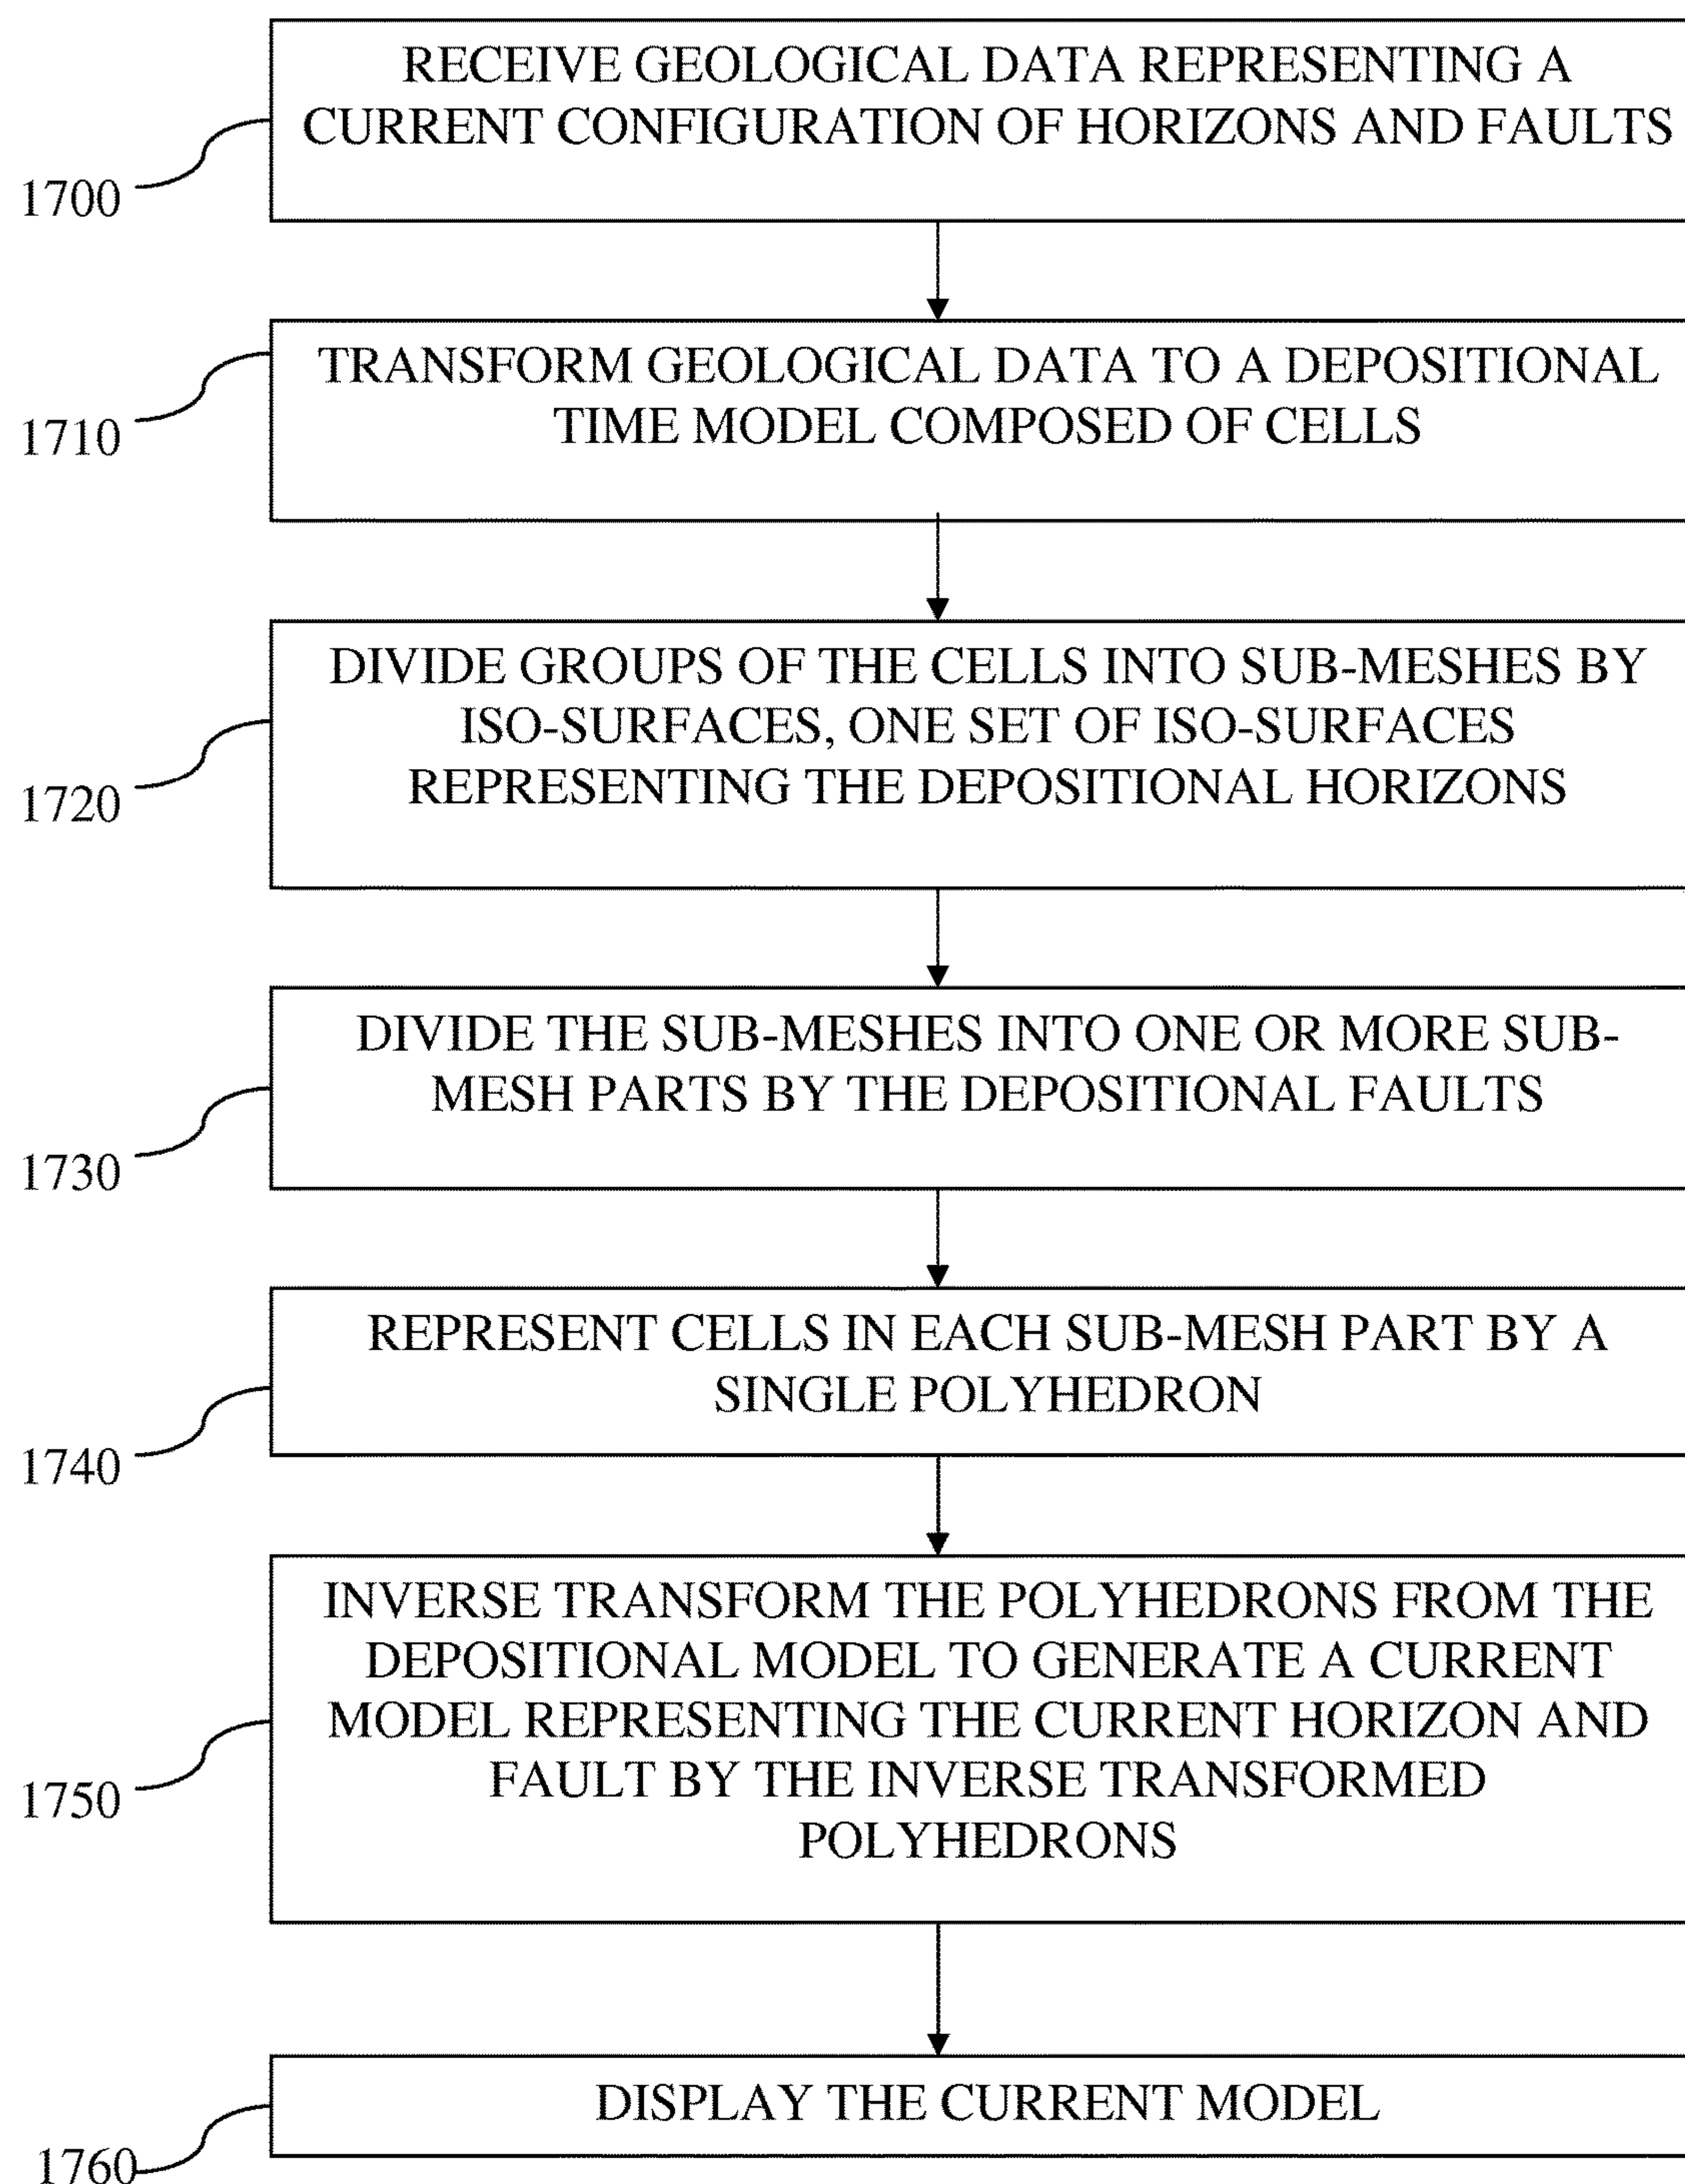 RECEIVE GEOLOGICAL DATA REPRESENTING A
CURRENT CONFIGURATION OF HORIZONS AND FAULTS
1700
TRANSFORM GEOLOGICAL DATA TO A DEPOSITIONAL
TIME MODEL COMPOSED OF CELLS
1710
DIVIDE GROUPS OF THE CELLS INTO SUB-MESHES BY
ISO-SURFACES, ONE SET OF ISO-SURFACES
REPRESENTING THE DEPOSITIONAL HORIZONS
1720
DIVIDE THE SUB-MESHES INTO ONE OR MORE SUB-
MESH PARTS BY THE DEPOSITIONAL FAULTS
1730
REPRESENT CELLS IN EACH SUB-MESH PART BY A
SINGLE POLYHEDRON
1740
INVERSE TRANSFORM THE POLYHEDRONS FROM THE
DEPOSITIONAL MODEL TO GENERATE A CURRENT
MODEL REPRESENTING THE CURRENT HORIZON AND
FAULT BY THE INVERSE TRANSFORMED
POLYHEDRONS
1750
DISPLAY THE CURRENT MODEL
1760